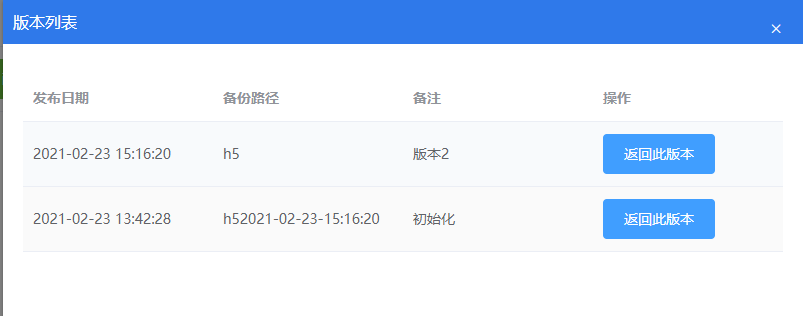 版本列表
×
发布日期 备份路径 备注 操作
2021-02-23 15:16:20 h5 版本2 返回此版本
2021-02-23 13:42:28 h52021-02-23-15:16:20 初始化 返回此版本